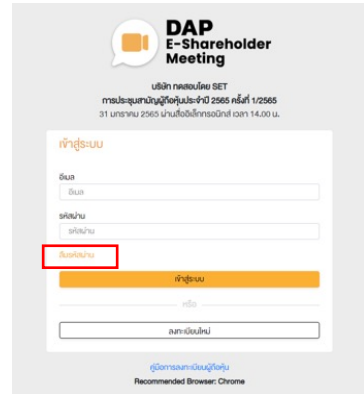 DAP
E-Shareholder
Meeting
บริษัท ทดสอบโดย SET
การประชุมสามัญผู้ถือหุ้นประจำปี 2565 ครั้งที่ 1/2565
31 มกราคม 2565 ผ่านสื่ออิเล็กทรอนิกส์ เวลา 14.00 น.
เข้าสู่ระบบ
อีเมล
อีเมล
รหัสผ่าน
รหัสผ่าน
ลืมรหัสผ่าน
เข้าสู่ระบบ
หรือ
ลงทะเบียนใหม่
คู่มือการลงทะเบียนผู้ถือหุ้น
Recommended Browser: Chrome